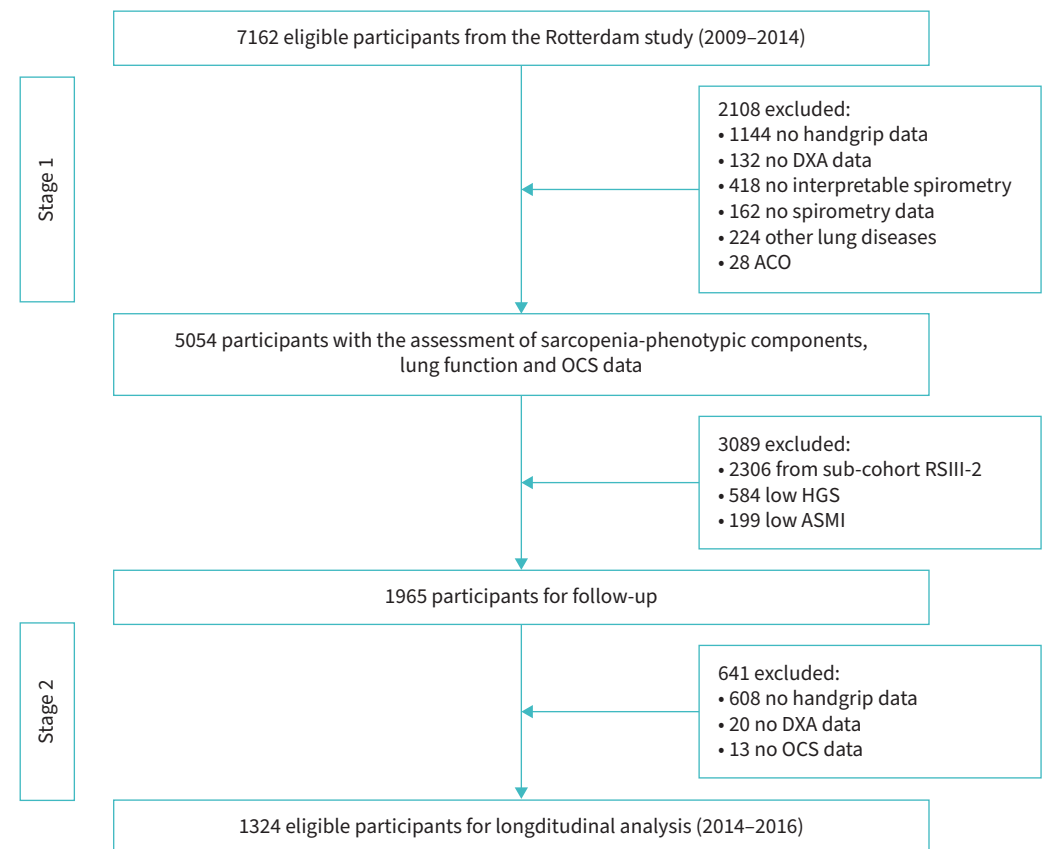 7162 eligible participants from the Rotterdam study (2009–2014)
Stage 1
2108 excluded:
• 1144 no handgrip data
• 132 no DXA data
• 418 no interpretable spirometry
• 162 no spirometry data
• 224 other lung diseases
• 28 ACO
5054 participants with the assessment of sarcopenia-phenotypic components,
lung function and OCS data
3089 excluded:
• 2306 from sub-cohort RSIII-2
• 584 low HGS
• 199 low ASMI
1965 participants for follow-up
Stage 2
641 excluded:
• 608 no handgrip data
• 20 no DXA data
• 13 no OCS data
1324 eligible participants for longditudinal analysis (2014–2016)